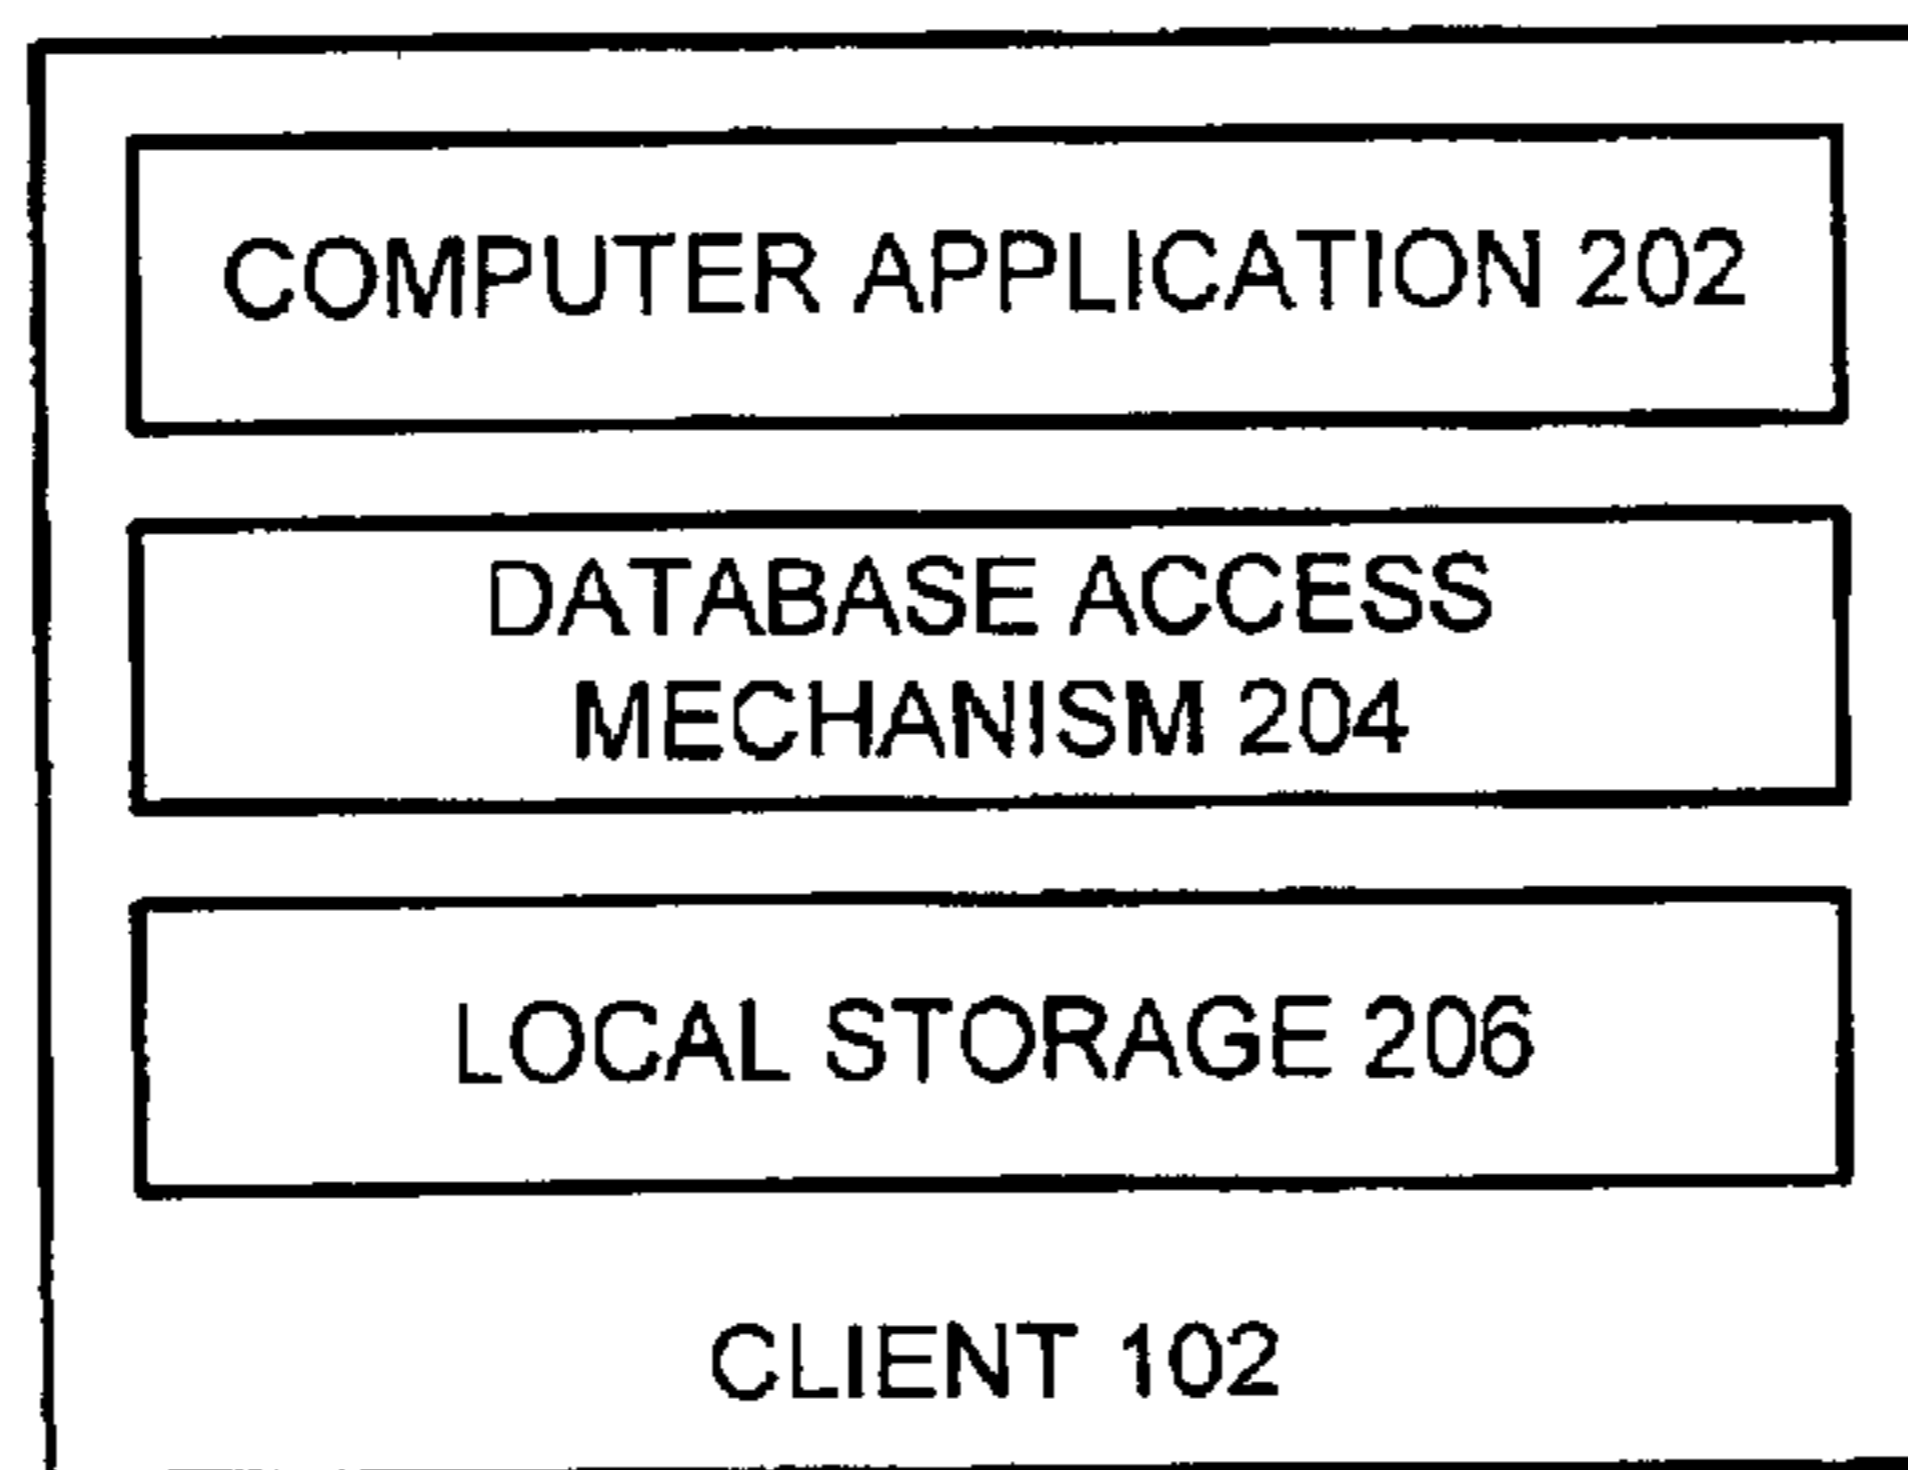 COMPUTER APPLICATION 202
DATABASE ACCESS
MECHANISM 204
LOCAL STORAGE 206
CLIENT 102